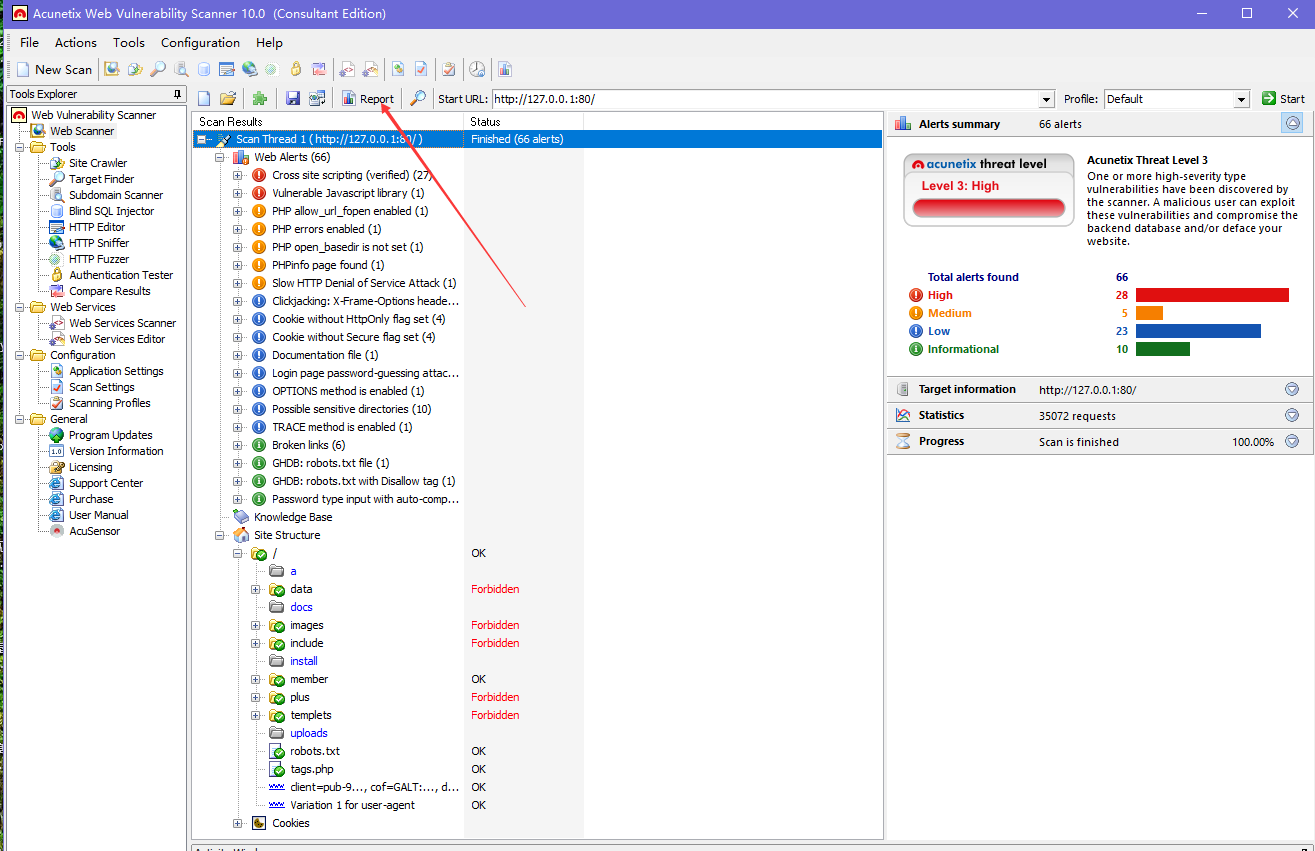 Acunetix Web Vulnerability Scanner 10.0 (Consultant Edition)
File Actions Tools Configuration Help
New Scan
Tools Explorer
Report
Start URL: http://127.0.0.1:80/
Profile: Default
Start
Web Vulnerability Scanner
Web Scanner
Tools
Site Crawler
Target Finder
Subdomain Scanner
Blind SQL Injector
HTTP Editor
HTTP Sniffer
HTTP Fuzzer
Authentication Tester
Compare Results
Web Services
Web Services Scanner
Web Services Editor
Configuration
Application Settings
Scan Settings
Scanning Profiles
General
Program Updates
1.0 Version Information
Licensing
Support Center
Purchase
User Manual
AcuSensor
Scan Results Status
Scan Thread 1 ( http://127.0.0.1:80/ ) Finished (66 alerts)
Web Alerts (66)
Cross site scripting (verified) (27)
Vulnerable Javascript library (1)
PHP allow_url_fopen enabled (1)
PHP errors enabled (1)
PHP open_basedir is not set (1)
PHPinfo page found (1)
Slow HTTP Denial of Service Attack (1)
Clickjacking: X-Frame-Options heade...
Cookie without HttpOnly flag set (4)
Cookie without Secure flag set (4)
Documentation file (1)
Login page password-guessing attac...
OPTIONS method is enabled (1)
Possible sensitive directories (10)
TRACE method is enabled (1)
Broken links (6)
GHDB: robots.txt file (1)
GHDB: robots.txt with Disallow tag (1)
Password type input with auto-comp...
Knowledge Base
Site Structure
/ OK
a
data Forbidden
docs
images Forbidden
include Forbidden
install
member OK
plus Forbidden
templets Forbidden
uploads
robots.txt OK
tags.php OK
client=pub-9..., cof=GALT:..., d... OK
Variation 1 for user-agent OK
Cookies
Alerts summary 66 alerts
acunetix threat level
Level 3: High
Acunetix Threat Level 3
One or more high-severity type
vulnerabilities have been discovered by
the scanner. A malicious user can exploit
these vulnerabilities and compromise the
backend database and/or deface your
website.
Total alerts found 66
High 28
Medium 5
Low 23
Informational 10
Target information http://127.0.0.1:80/
Statistics 35072 requests
Progress Scan is finished 100.00%